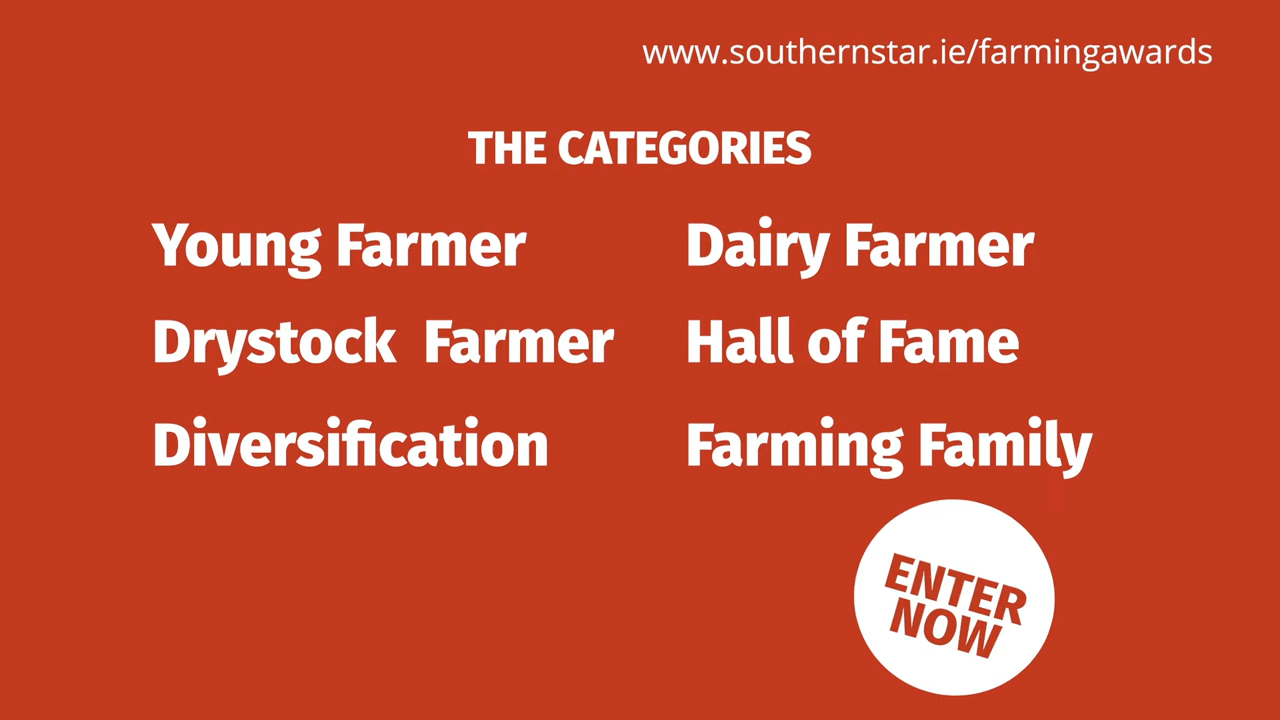 www.southernstar.ie/farmingawards
THE CATEGORIES
Young Farmer
Dairy Farmer
Drystock Farmer
Hall of Fame
Diversification
Farming Family
ENTER
NOW